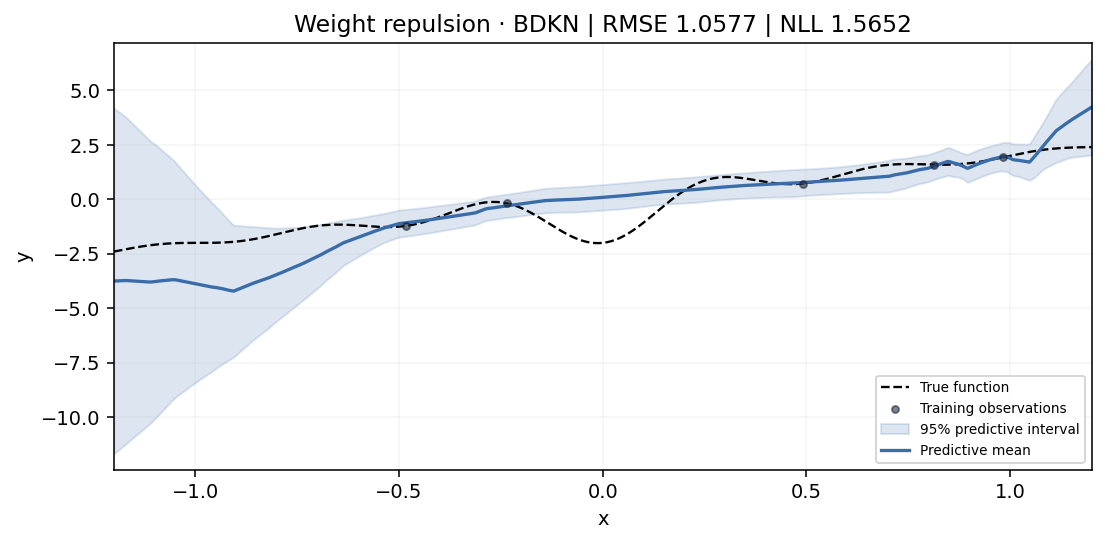 Weight repulsion · BDKN | RMSE 1.0577 | NLL 1.5652
5.0
2.5
0.0
−2.5
−5.0
−7.5
−10.0
y
True function
Training observations
95% predictive interval
Predictive mean
−1.0 −0.5 0.0 0.5 1.0
x